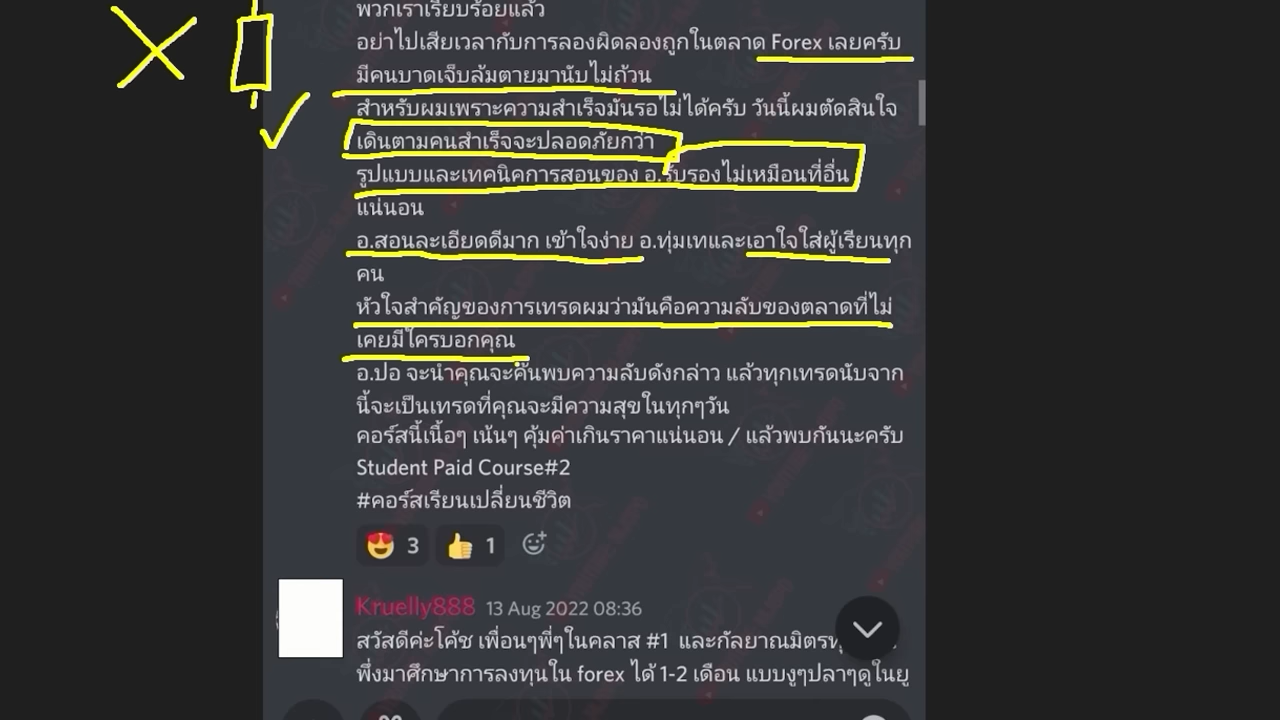 พวกเราเรียบร้อยแล้ว
อย่าไปเสียเวลากับการลองผิดลองถูกในตลาด Forex เลยครับ
มีคนบาดเจ็บล้มตายมานับไม่ถ้วน
สำหรับผมเพราะความสำเร็จมันรอไม่ได้ครับ วันนี้ผมตัดสินใจ
เดินตามคนสำเร็จจะปลอดภัยกว่า
รูปแบบและเทคนิคการสอนของ อ.รับรองไม่เหมือนที่อื่น
แน่นอน
อ.สอนละเอียดดีมาก เข้าใจง่าย อ.ทุ่มเทและเอาใจใส่ผู้เรียนทุก
คน
หัวใจสำคัญของการเทรดผมว่ามันคือความลับของตลาดที่ไม่
เคยมีใครบอกคุณ
อ.ปอ จะนำคุณจะค้นพบความลับดังกล่าว แล้วทุกเทรดนับจาก
นี้จะเป็นเทรดที่คุณจะมีความสุขในทุกๆวัน
คอร์สนี้เนื้อๆ เน้นๆ คุ้มค่าเกินราคาแน่นอน / แล้วพบกันนะครับ
Student Paid Course#2
#คอร์สเรียนเปลี่ยนชีวิต
3 1
Kruelly888 13 Aug 2022 08:36
สวัสดีค่ะโค้ช เพื่อนๆพี่ๆในคลาส #1 และกัลยาณมิตร
พึ่งมาศึกษาการลงทุนใน forex ได้ 1-2 เดือน แบบงูๆปลาๆดูในยู